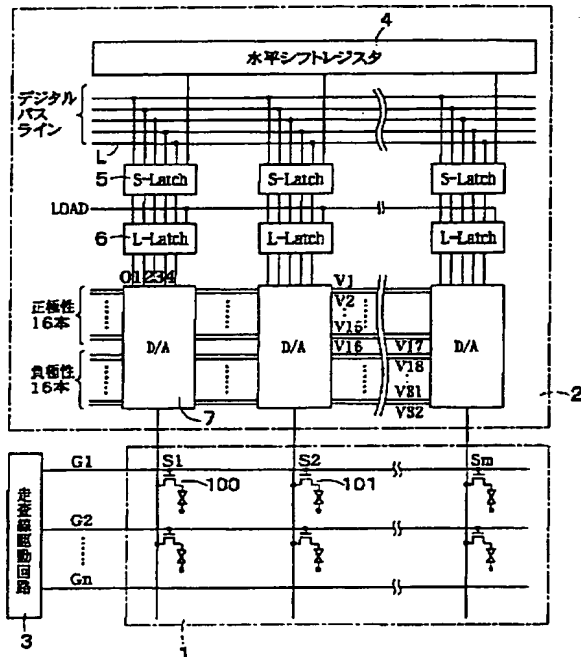 4
水平シフトレジスタ
デジタル
バス
ライン
L
5
S-Latch
S-Latch
S-Latch
LOAD
6
L-Latch
L-Latch
L-Latch
01234
正極性
16本
負極性
16本
D/A
D/A
D/A
V1
V2
V15
V16
V17
V18
V31
V32
7
2
G1
S1
S2
Sm
100
101
G2
Gn
走査線駆動回路
3
1